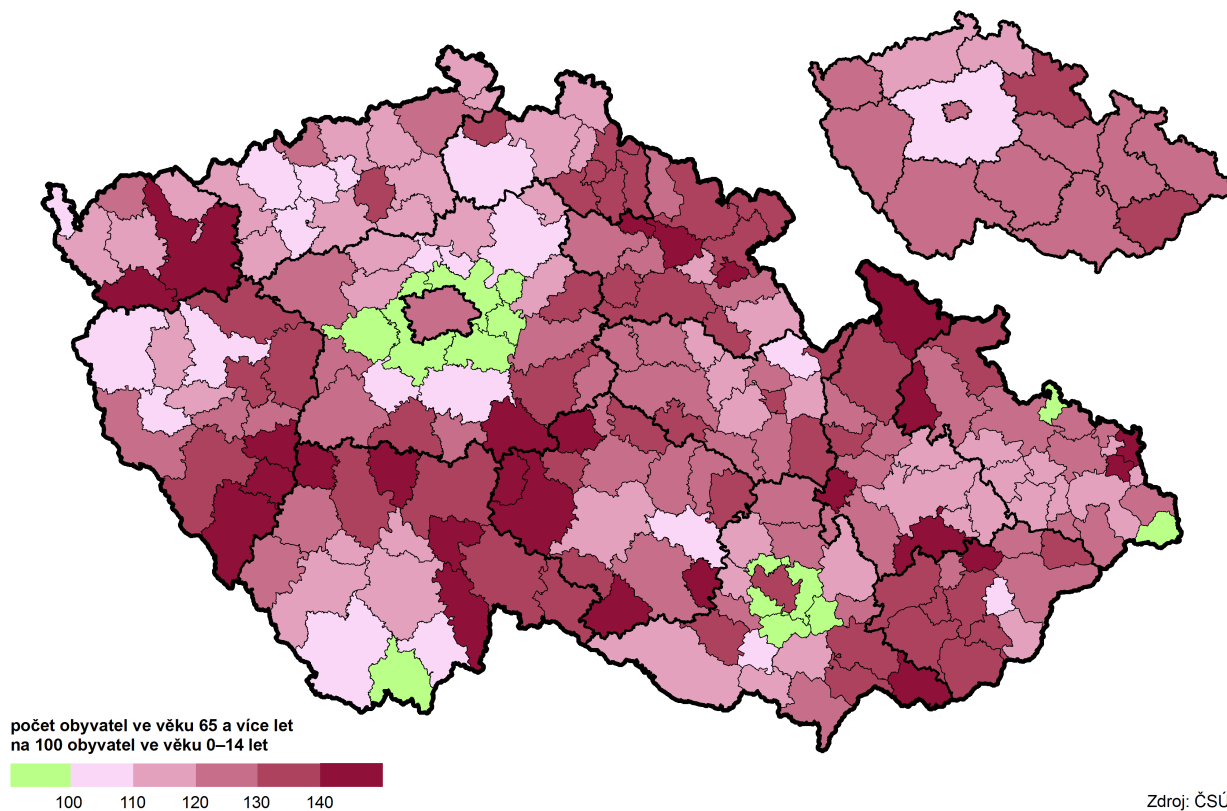 počet obyvatel ve věku 65 a více let
na 100 obyvatel ve věku 0–14 let
100 110 120 130 140
Zdroj: ČSÚ